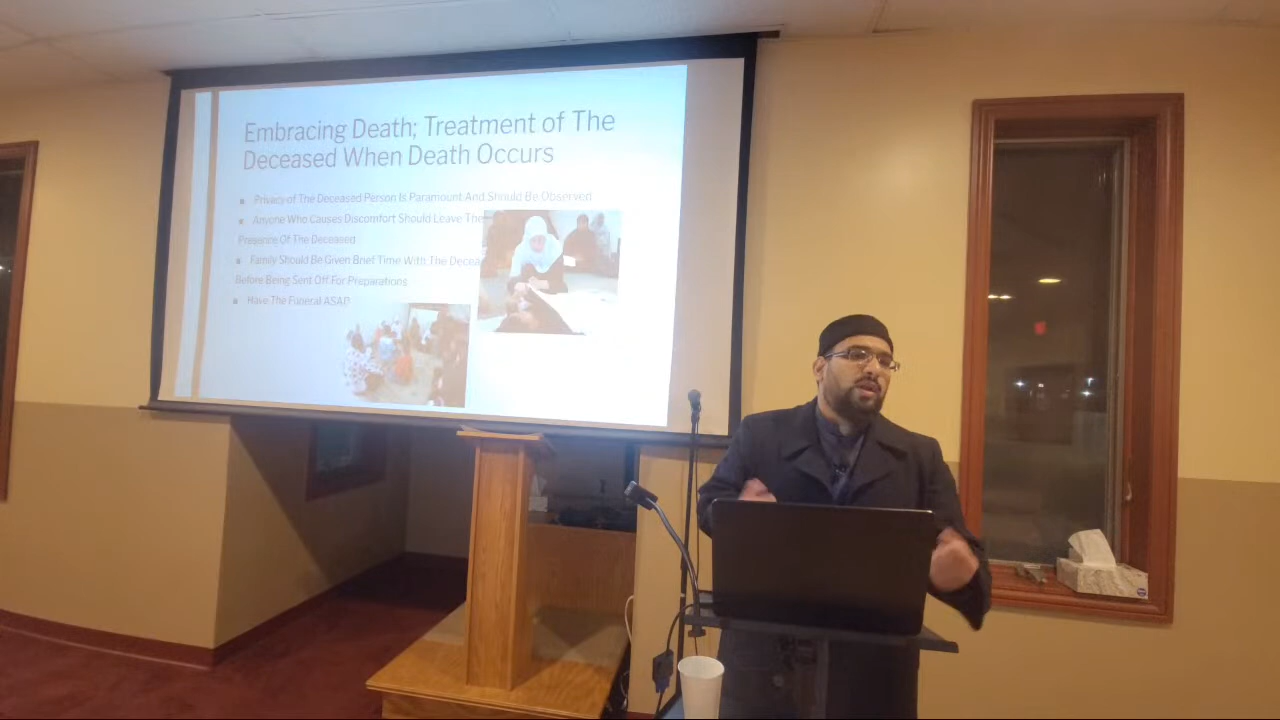 Embracing Death; Treatment of The
Deceased When Death Occurs
Privacy of The Deceased Person Is Paramount And Should Be Observed
Anyone Who Causes Discomfort Should Leave The
Presence Of The Deceased
Family Should Be Given Brief Time With The Decea
Before Being Sent Off For Preparations
Have The Funeral ASAP